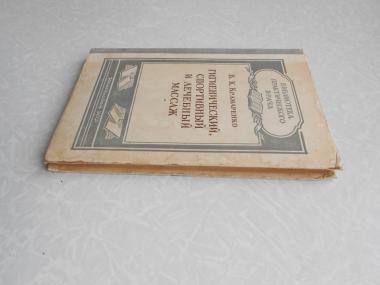 БИБЛИОТЕКА
ПРАКТИЧЕСКОГО
ВРАЧА
В. К. Крамаренко
ГИГИЕНИЧЕСКИЙ,
СПОРТИВНЫЙ
И ЛЕЧЕБНЫЙ
МАССАЖ